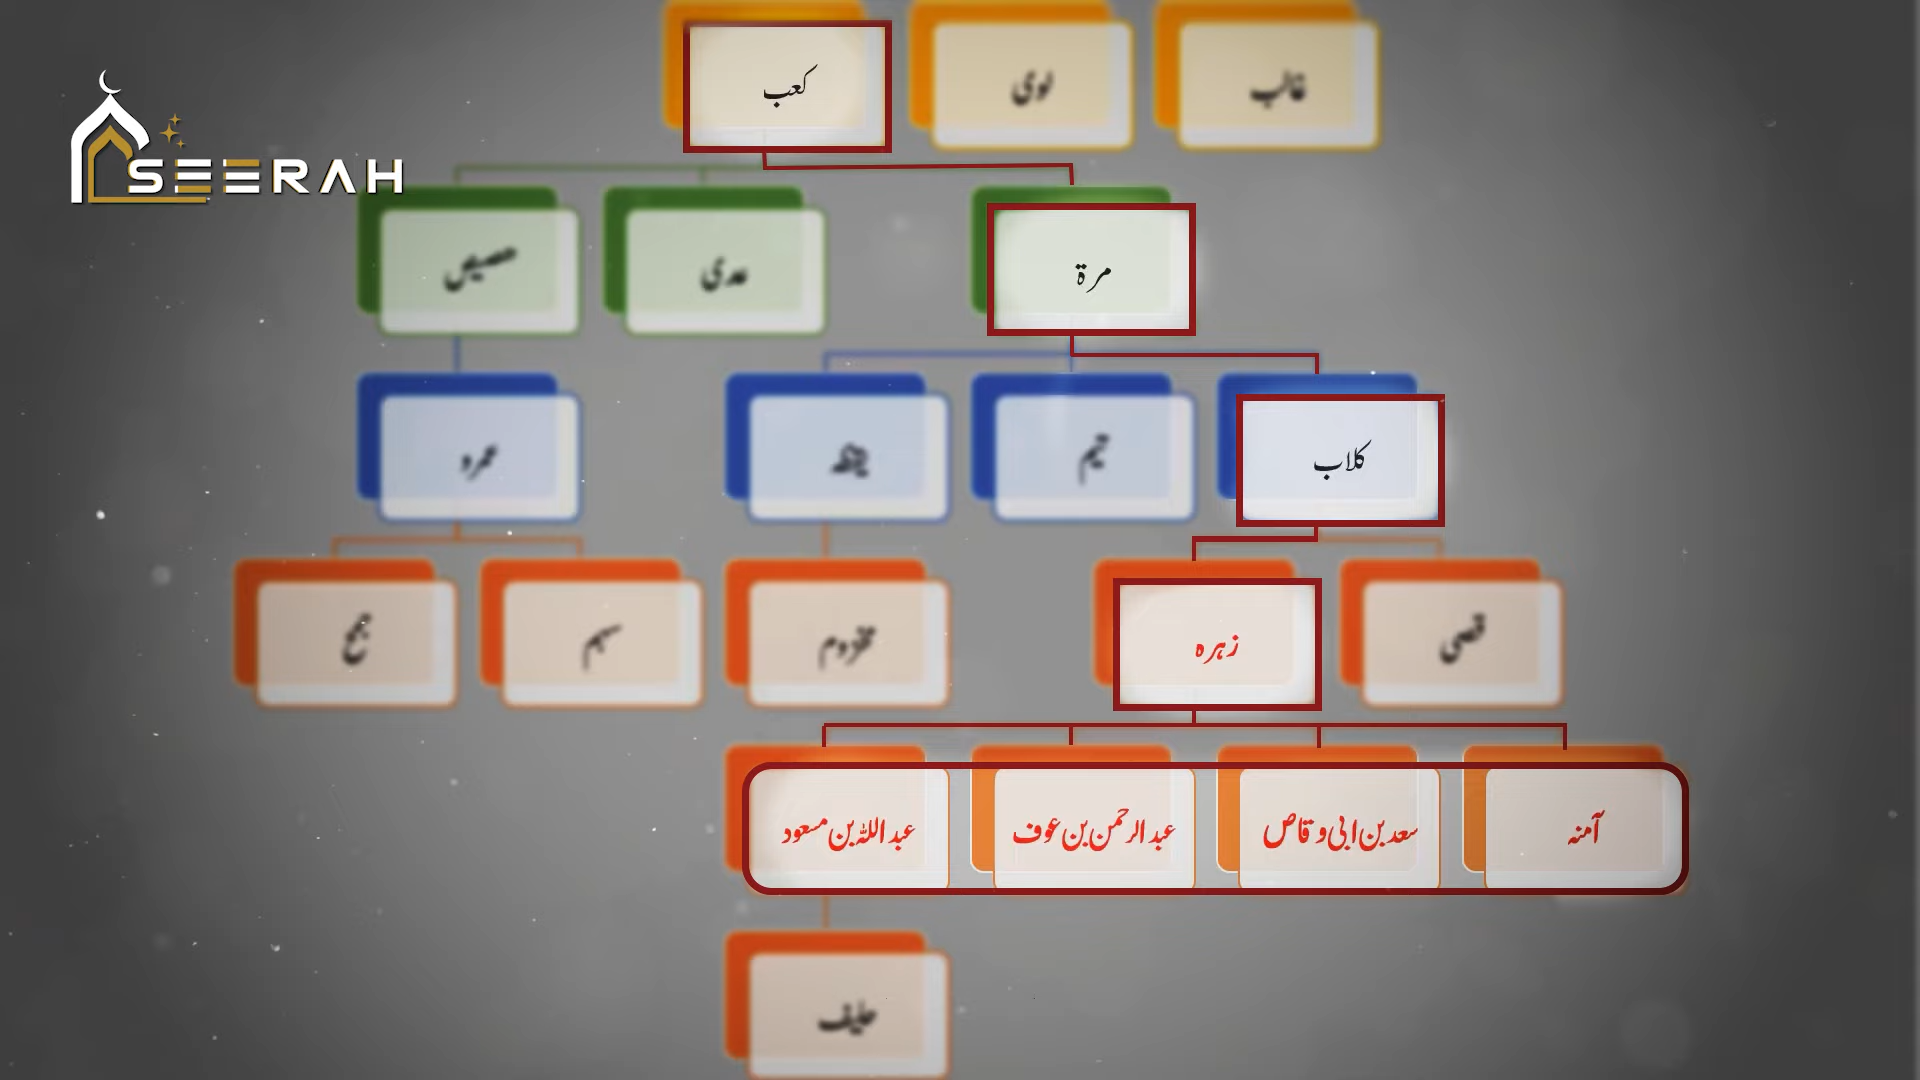 SEERAH
غالب
لوی
کعب
مرۃ
عدی
ھصیص
کلاب
تیم
یقظہ
عمرو
قصی
زہرہ
مخزوم
سہم
جمح
آمنہ
سعد بن ابی وقاص
عبد الرحمن بن عوف
عبد اللہ بن مسعود
حلیف